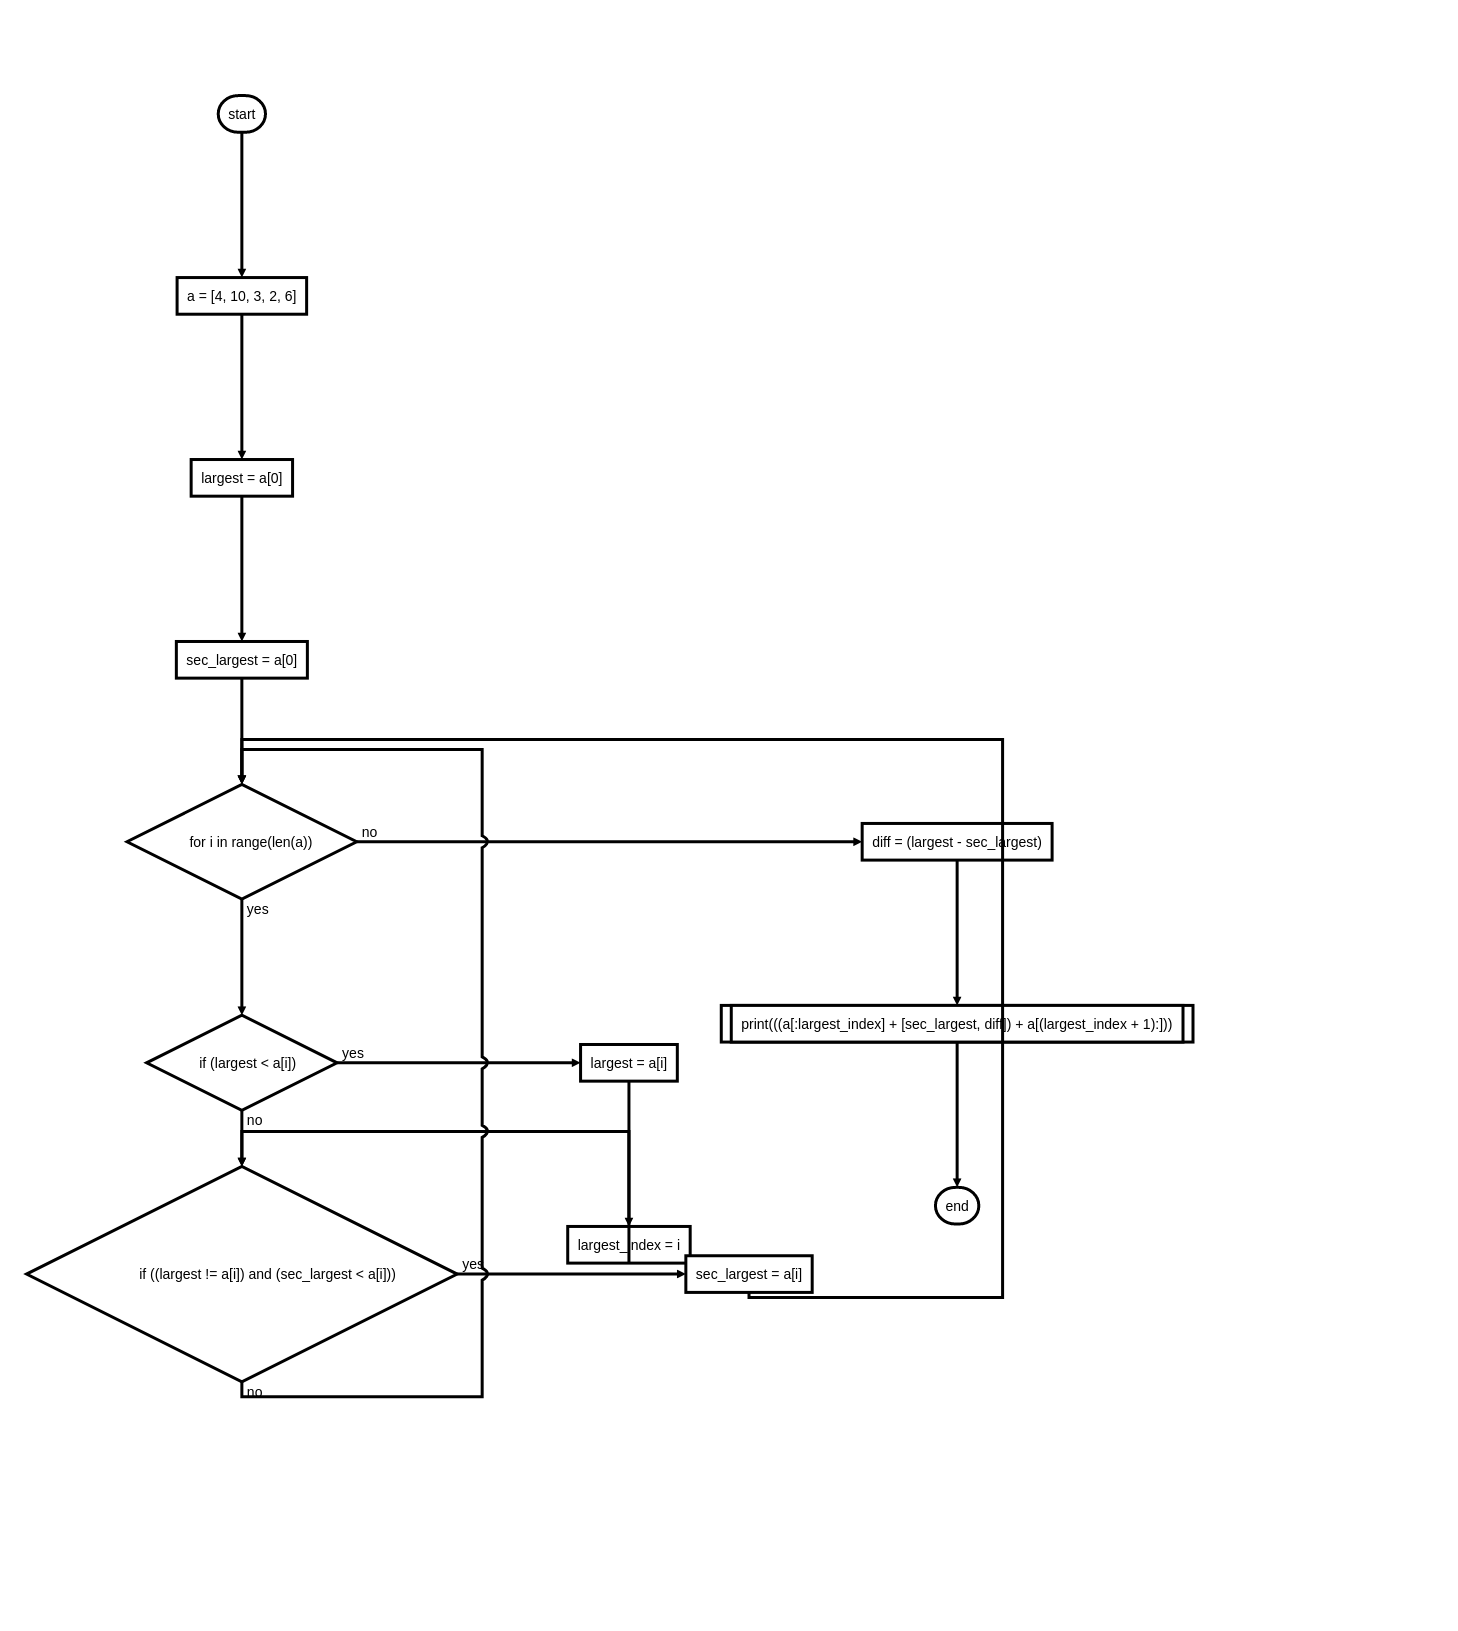 start
a = [4, 10, 3, 2, 6]
largest = a[0]
sec_largest = a[0]
for i in range(len(a))
no
diff = (largest - sec_largest)
yes
print(((a[:largest_index] + [sec_largest, diff]) + a[(largest_index + 1):]))
if (largest < a[i])
yes
largest = a[i]
no
end
largest_index = i
if ((largest != a[i]) and (sec_largest < a[i]))
yes
sec_largest = a[i]
no